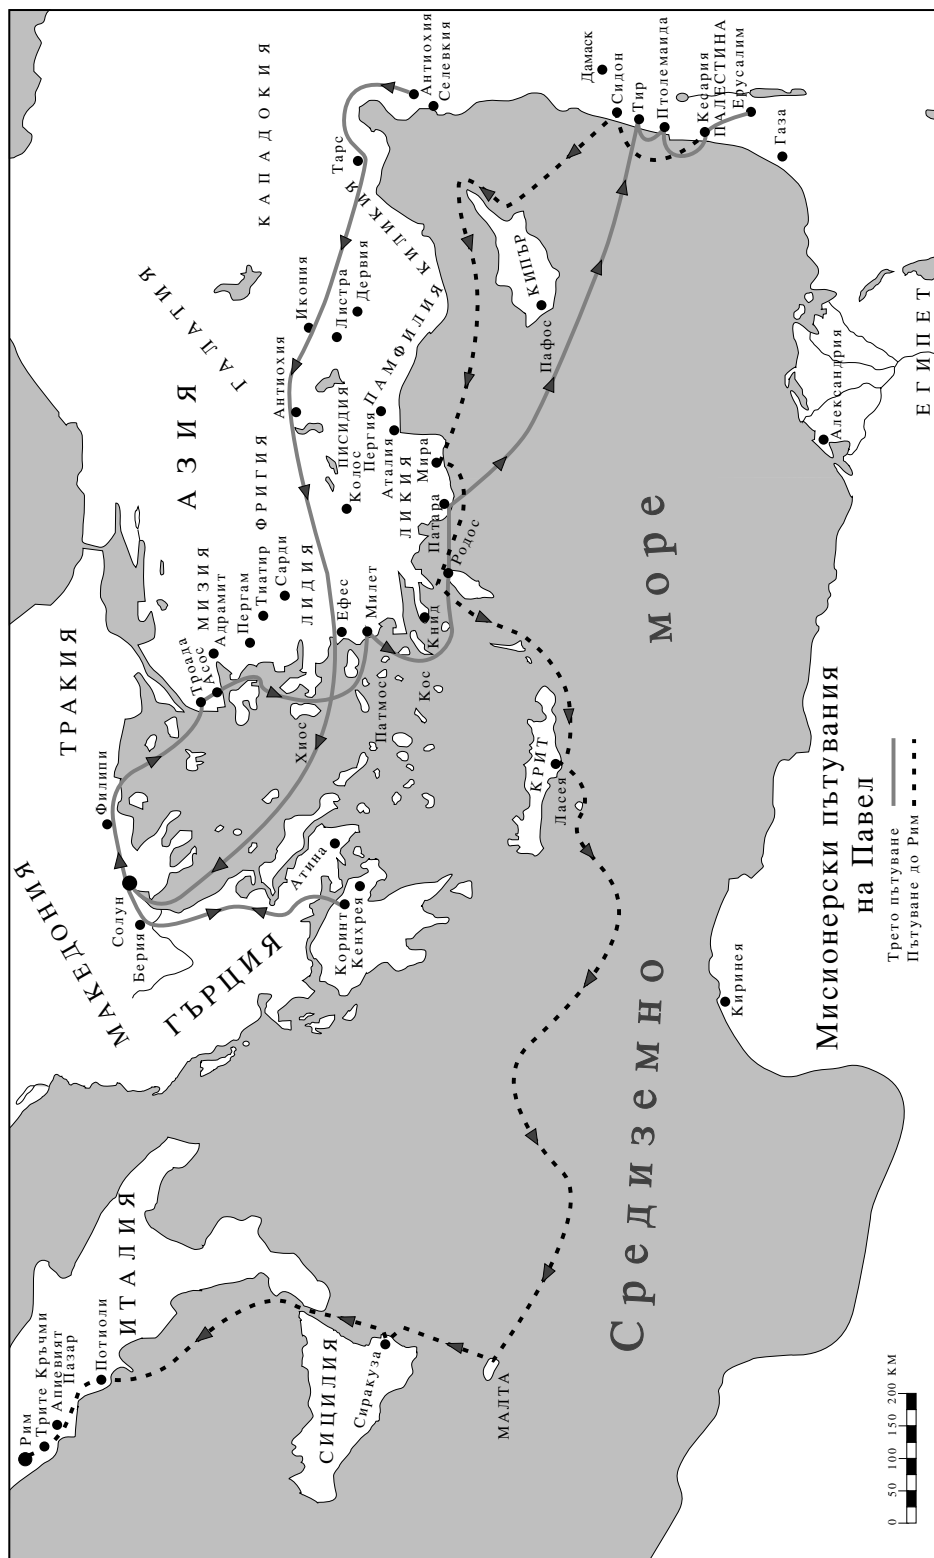 МАКЕДОНИЯ
ТРАКИЯ
ГЪРЦИЯ
ИТАЛИЯ
СИЦИЛИЯ
МАЛТА
АЗИЯ
ГАЛАТИЯ
КАПАДОКИЯ
МИЗИЯ
ФРИГИЯ
ЛИДИЯ
ПИСИДИЯ
ПАМФИЛИЯ
КИЛИКИЯ
ЛИКИЯ
КРИТ
КИПЪР
ПАЛЕСТИНА
ЕГИПЕТ
Рим
Трите Кръчми
Апиевият
Пазар
Потиоли
Сиракуза
Берия
Солун
Филипи
Атина
Коринт
Кенхрея
Троада
Асос
Адрамит
Пергам
Тиатир
Сарди
Хиос
Ефес
Милет
Патмос
Кос
Книд
Родос
Патара
Мира
Колос
Аталия
Пергия
Антиохия
Икония
Листра
Дервия
Тарс
Антиохия
Селевкия
Пафос
Ласея
Дамаск
Сидон
Тир
Птолемаида
Кесария
Ерусалим
Газа
Александрия
Киринея
Средиземно море
Мисионерски пътувания
на Павел
Трето пътуване
Пътуване до Рим
0 50 100 150 200 КМ